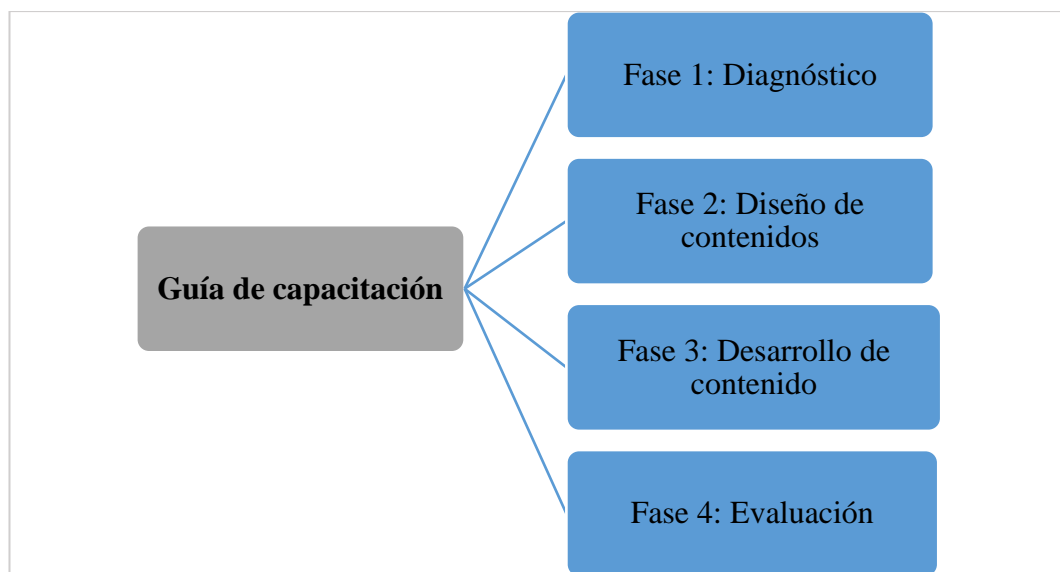 Guía de capacitación
Fase 1: Diagnóstico
Fase 2: Diseño de
contenidos
Fase 3: Desarrollo de
contenido
Fase 4: Evaluación